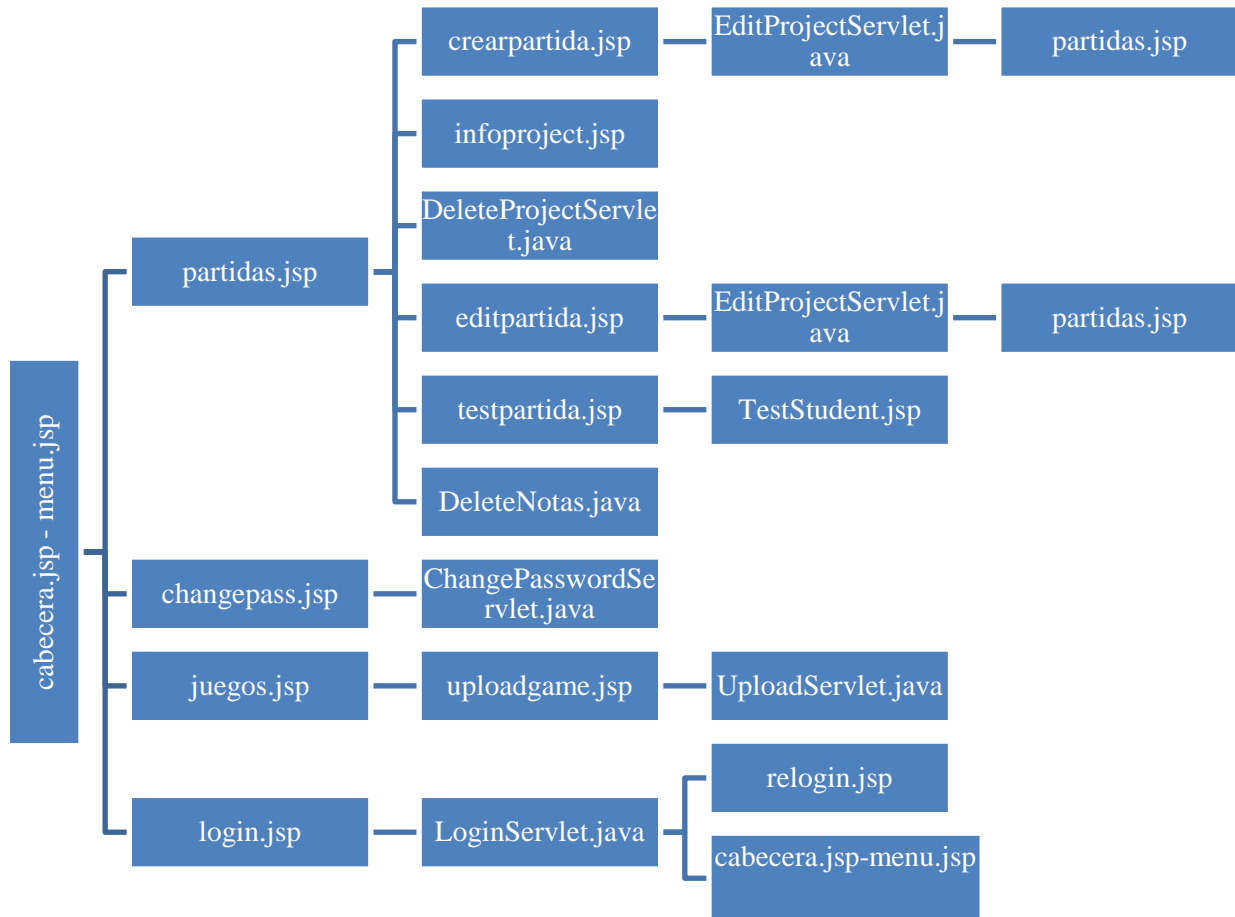 crearpartida.jsp
EditProjectServlet.j
ava
partidas.jsp
infoproject.jsp
DeleteProjectServle
t.java
partidas.jsp
editpartida.jsp
EditProjectServlet.j
ava
partidas.jsp
testpartida.jsp
TestStudent.jsp
DeleteNotas.java
cabecera.jsp - menu.jsp
changepass.jsp
ChangePasswordSe
rvlet.java
juegos.jsp
uploadgame.jsp
UploadServlet.java
relogin.jsp
login.jsp
LoginServlet.java
cabecera.jsp-menu.jsp